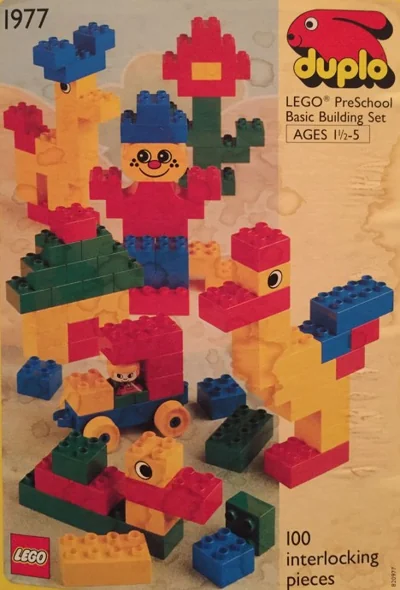 1977
duplo
LEGO® PreSchool
Basic Building Set
AGES 1½-5
LEGO
100
interlocking
pieces